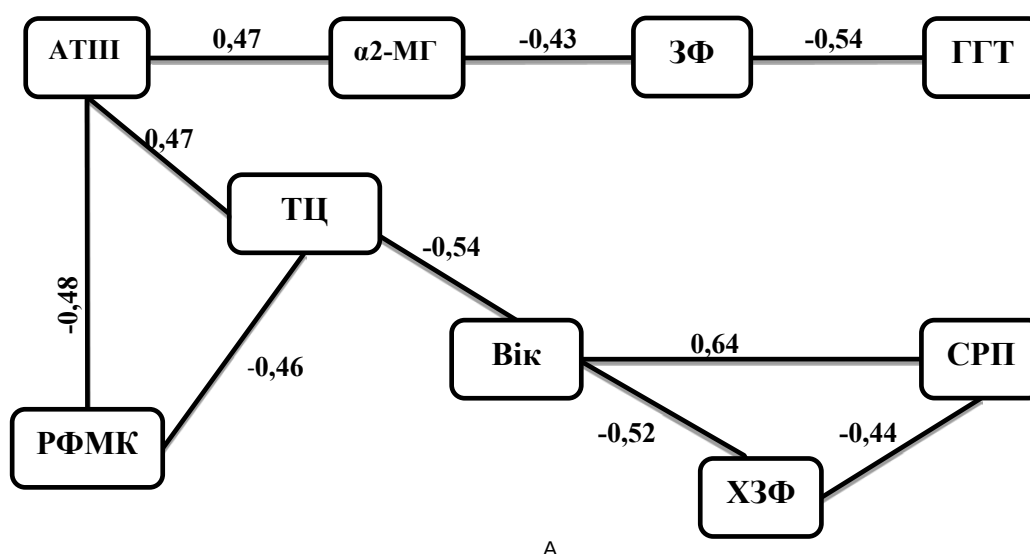 АТІІІ 0,47 α2-МГ -0,43 ЗФ -0,54 ГГТ
0,47
ТЦ
-0,54
-0,48
Вік 0,64 СРП
-0,46
РФМК -0,52 -0,44
ХЗФ
А